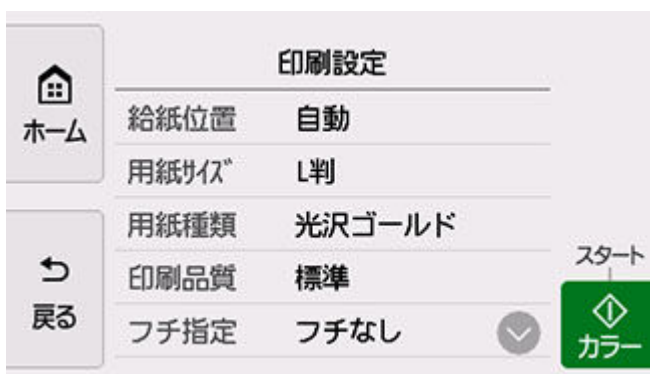 印刷設定
ホーム
給紙位置 自動
用紙サイズ L判
用紙種類 光沢ゴールド
印刷品質 標準
フチ指定 フチなし
戻る
スタート
カラー